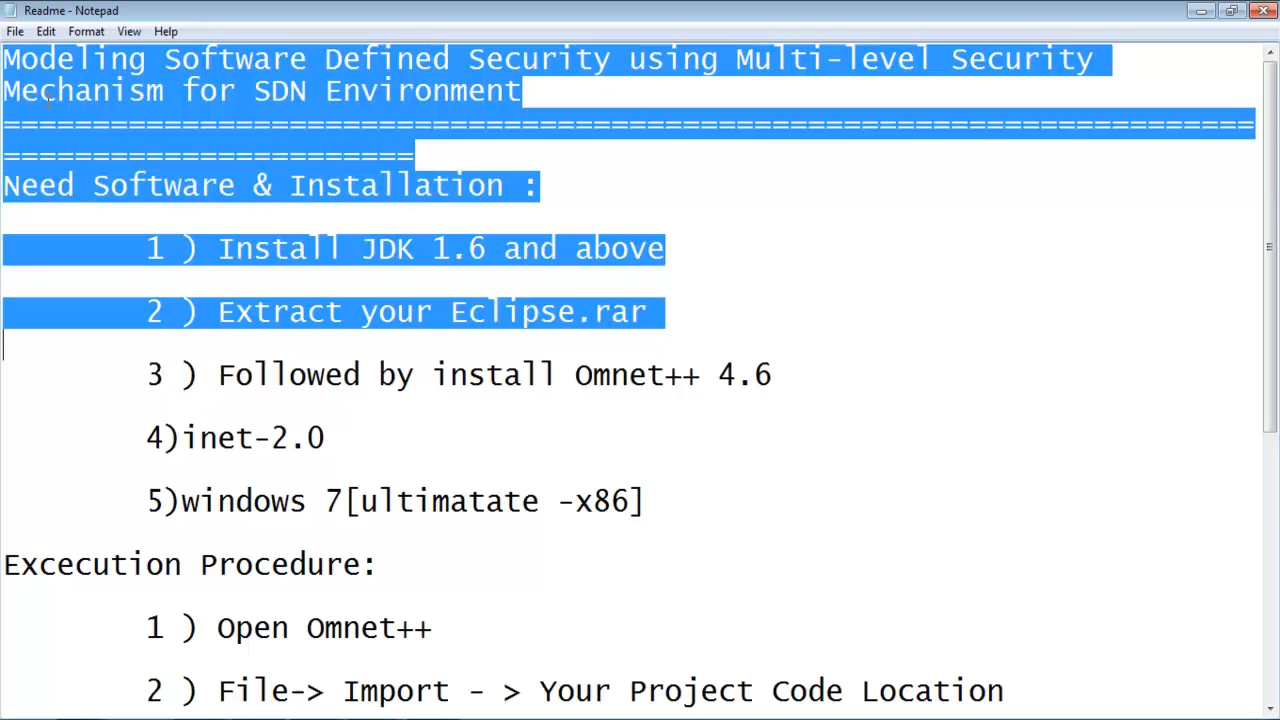 Readme - Notepad
File Edit Format View Help
Modeling Software Defined Security using Multi-level Security
Mechanism for SDN Environment
======================================================================
=======================
Need Software & Installation :
1 ) Install JDK 1.6 and above
2 ) Extract your Eclipse.rar
3 ) Followed by install Omnet++ 4.6
4)inet-2.0
5)windows 7[ultimatate -x86]
Excecution Procedure:
1 ) Open Omnet++
2 ) File-> Import - > Your Project Code Location